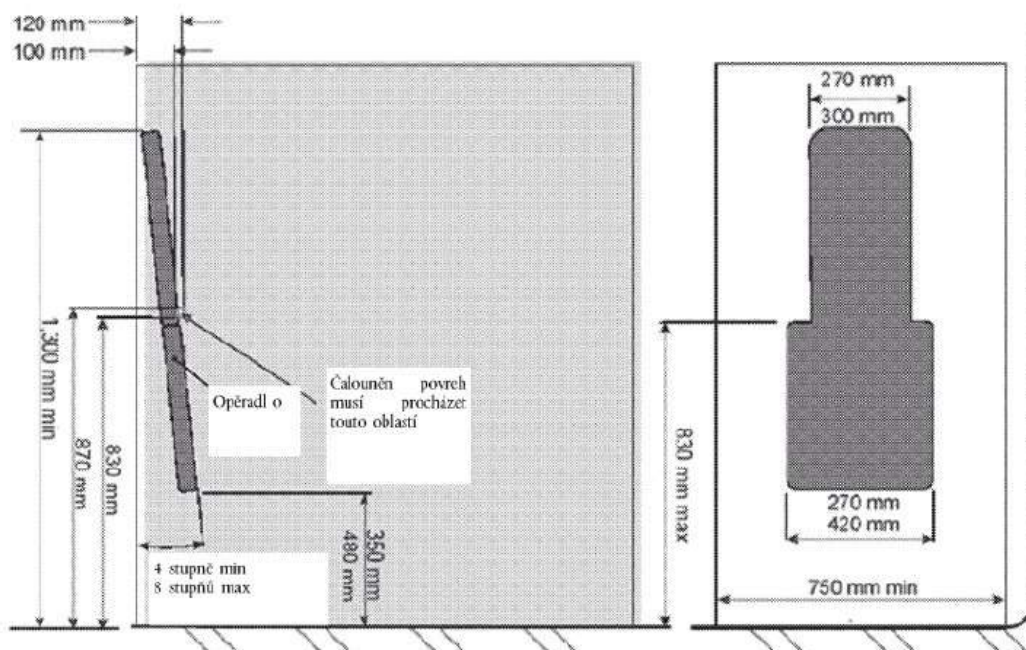 120 mm
100 mm
270 mm
300 mm
1,300 mm min
870 mm
830 mm
Opěradl o
Čalouněn povreh
musí procházet
touto oblastí
830 mm max
350 mm
480 mm
4 stupně min
8 stupňů max
270 mm
420 mm
750 mm min